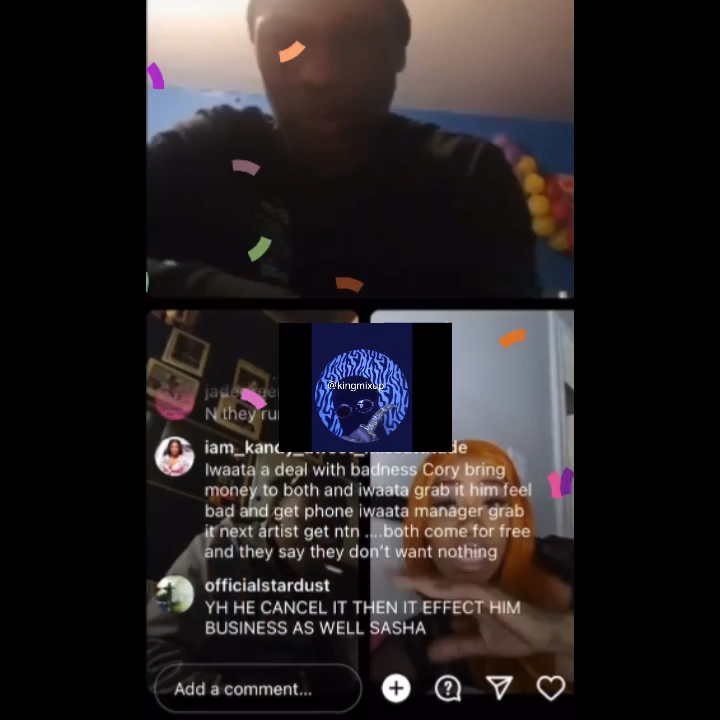 N they ru
@kingmixup
iam_kan
de
Iwaata a deal with badness Cory bring
money to both and iwaata grab it him feel
bad and get phone iwaata manager grab
it next artist get ntn ....both come for free
and they say they don't want nothing
officialstardust
YH HE CANCEL IT THEN IT EFFECT HIM
BUSINESS AS WELL SASHA
Add a comment...